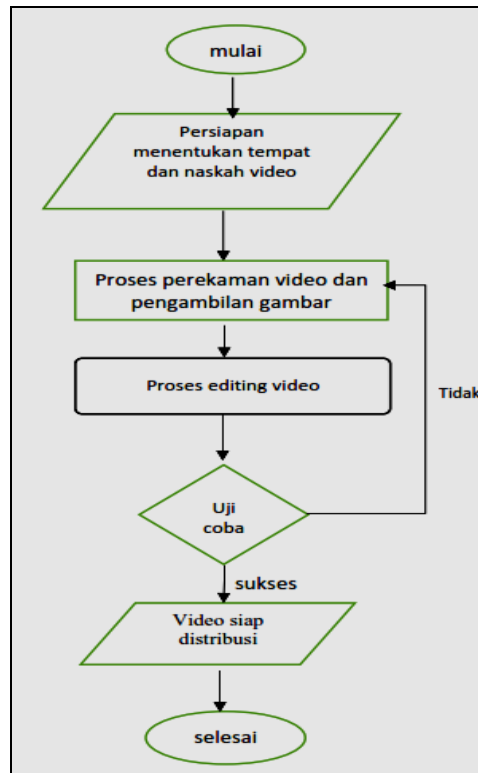 mulai
Persiapan
menentukan tempat
dan naskah video
Proses perekaman video dan
pengambilan gambar
Proses editing video
Tidak
Uji
coba
sukses
Video siap
distribusi
selesai